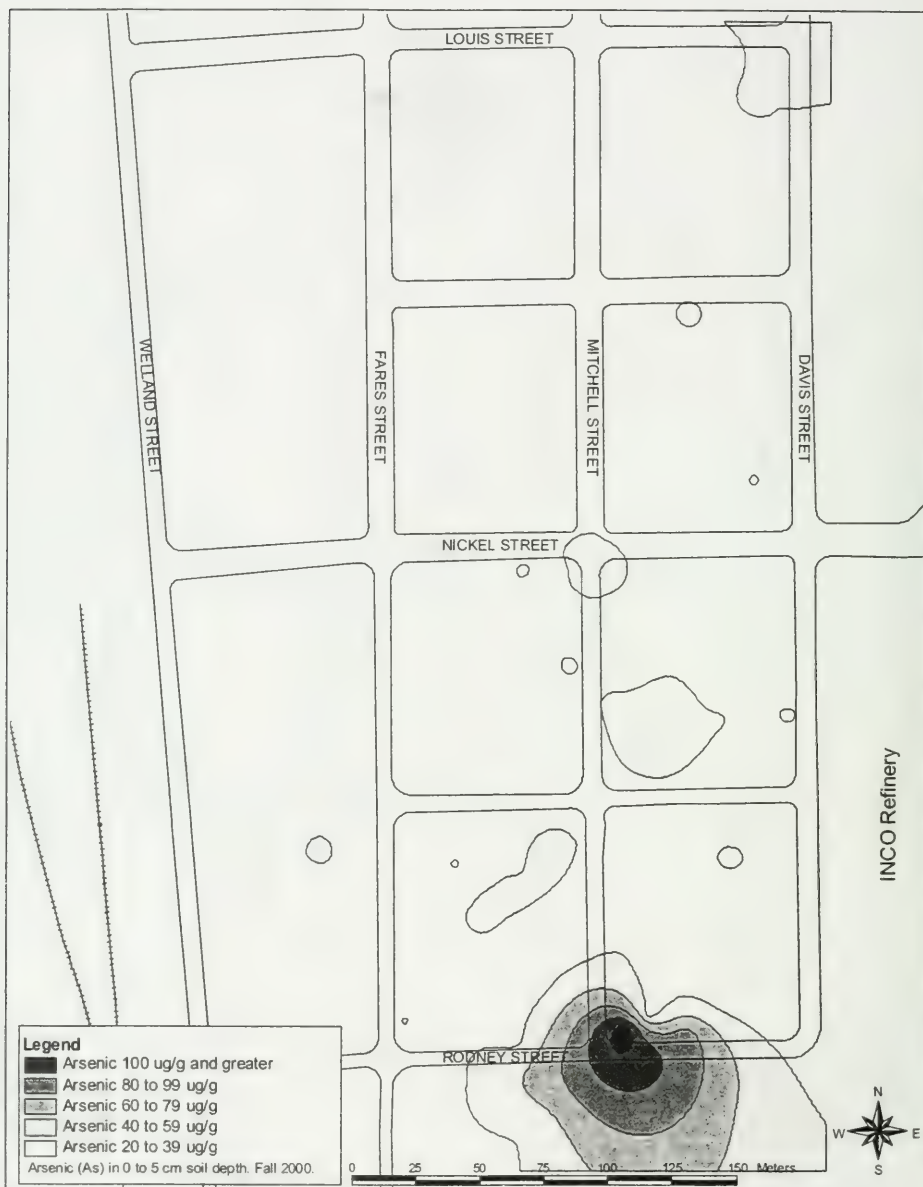 LOUIS STREET
WELLAND STREET
FARES STREET
MITCHELL STREET
DAVIS STREET
NICKEL STREET
INCO Refinery
RODNEY STREET
Legend
Arsenic 100 ug/g and greater
Arsenic 80 to 99 ug/g
Arsenic 60 to 79 ug/g
Arsenic 40 to 59 ug/g
Arsenic 20 to 39 ug/g
Arsenic (As) in 0 to 5 cm soil depth. Fall 2000.
0 25 50 75 100 125 150 Meters
N
W E
S